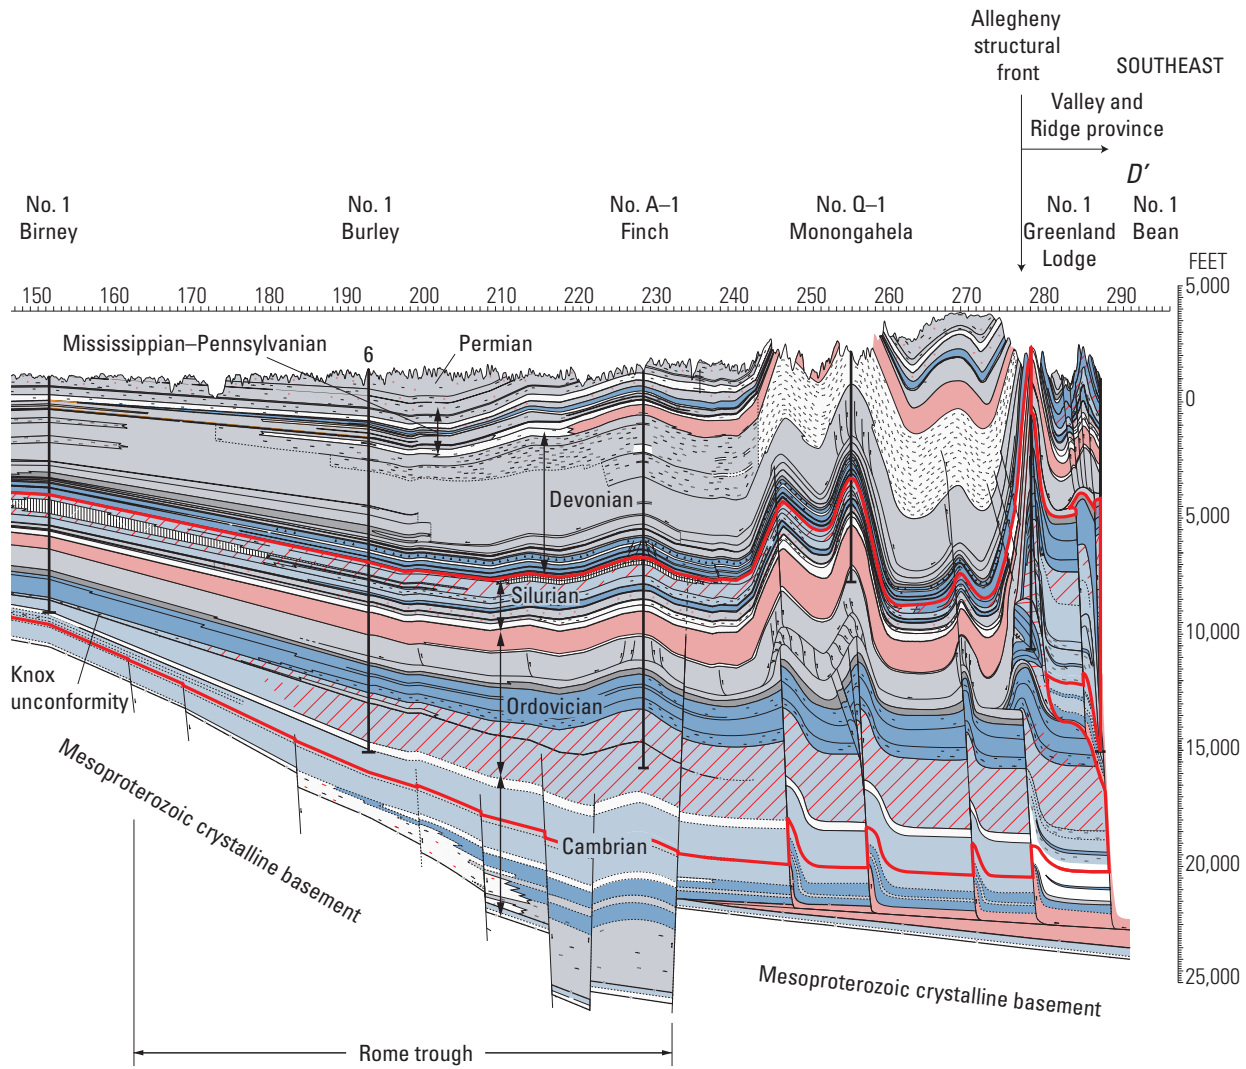 Allegheny
structural
front
SOUTHEAST
Valley and
Ridge province
D′
No. 1
Birney
No. 1
Burley
No. A–1
Finch
No. Q–1
Monongahela
No. 1
Greenland
Lodge
No. 1
Bean
FEET
150 160 170 180 190 200 210 220 230 240 250 260 270 280 290
5,000
0
5,000
10,000
15,000
20,000
25,000
Mississippian–Pennsylvanian
6
Permian
Devonian
Silurian
Ordovician
Cambrian
Knox
unconformity
Mesoproterozoic crystalline basement
Mesoproterozoic crystalline basement
Rome trough